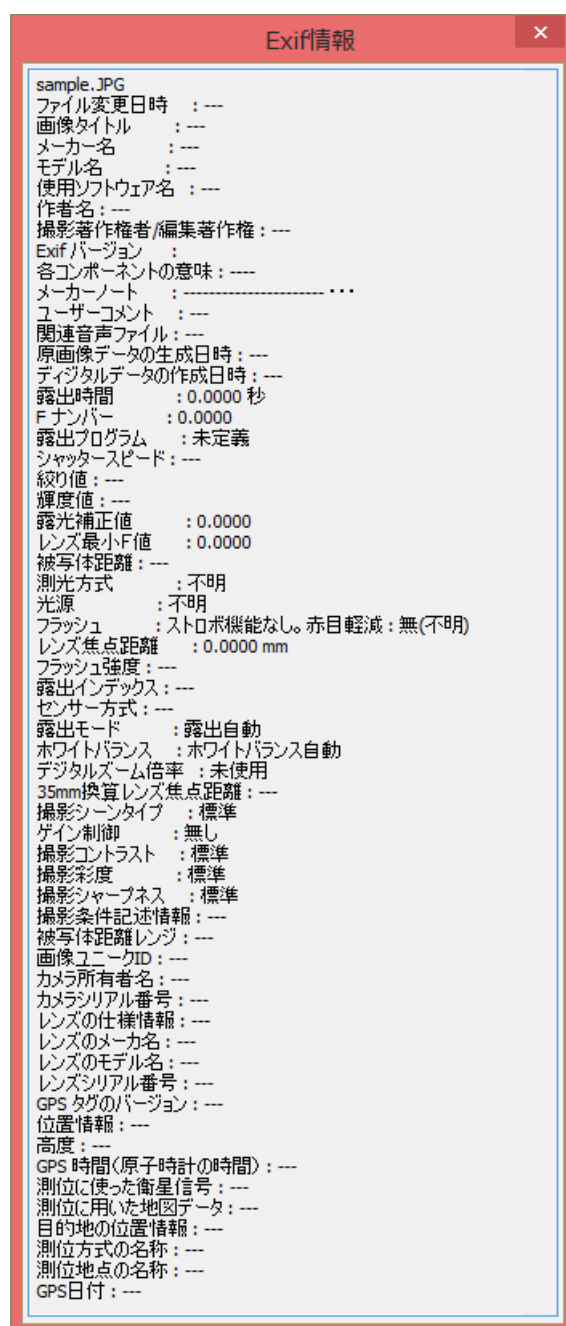 Exif情報
sample.JPG
ファイル変更日時 : ---
画像タイトル : ---
メーカー名 : ---
モデル名 : ---
使用ソフトウェア名 : ---
作者名 : ---
撮影著作権者/編集著作権 : ---
Exif バージョン :
各コンポーネントの意味 : ----
メーカーノート : ---------------------- ･･･
ユーザーコメント : ---
関連音声ファイル : ---
原画像データの生成日時 : ---
ディジタルデータの作成日時 : ---
露出時間 : 0.0000 秒
F ナンバー : 0.0000
露出プログラム : 未定義
シャッタースピード : ---
絞り値 : ---
輝度値 : ---
露光補正値 : 0.0000
レンズ最小F値 : 0.0000
被写体距離 : ---
測光方式 : 不明
光源 : 不明
フラッシュ : ストロボ機能なし。赤目軽減 : 無(不明)
レンズ焦点距離 : 0.0000 mm
フラッシュ強度 : ---
露出インデックス : ---
センサー方式 : ---
露出モード : 露出自動
ホワイトバランス : ホワイトバランス自動
デジタルズーム倍率 : 未使用
35mm換算レンズ焦点距離 : ---
撮影シーンタイプ : 標準
ゲイン制御 : 無し
撮影コントラスト : 標準
撮影彩度 : 標準
撮影シャープネス : 標準
撮影条件記述情報 : ---
被写体距離レンジ : ---
画像ユニークID : ---
カメラ所有者名 : ---
カメラシリアル番号 : ---
レンズの仕様情報 : ---
レンズのメーカ名 : ---
レンズのモデル名 : ---
レンズシリアル番号 : ---
GPS タグのバージョン : ---
位置情報 : ---
高度 : ---
GPS 時間(原子時計の時間) : ---
測位に使った衛星信号 : ---
測位に用いた地図データ : ---
目的地の位置情報 : ---
測位方式の名称 : ---
測位地点の名称 : ---
GPS日付 : ---